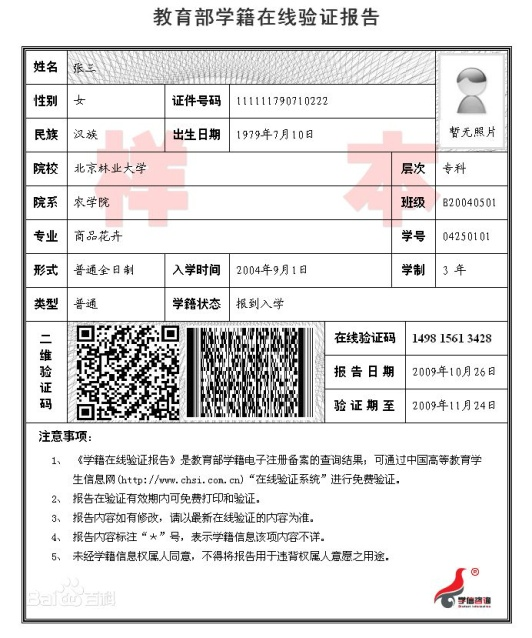 教育部学籍在线验证报告
姓名 张三
性别 女 证件号码 111111790710222
暂无照片
民族 汉族 出生日期 1979年7月10日
样本
院校 北京林业大学 层次 专科
院系 农学院 班级 B20040501
专业 商品花卉 学号 04250101
形式 普通全日制 入学时间 2004年9月1日 学制 3 年
类型 普通 学籍状态 报到入学
二维验证码
在线验证码 1498 1561 3428
报告日期 2009年10月26日
验证期至 2009年11月24日
注意事项:
1、 《学籍在线验证报告》是教育部学籍电子注册备案的查询结果，可通过中国高等教育学
生信息网(http://www.chsi.com.cn)“在线验证系统”进行免费验证。
2、 报告在验证有效期内可免费打印和验证。
3、 报告内容如有修改，请以最新在线验证的内容为准。
4、 报告内容标注“*”号，表示学籍信息该项内容不详。
5、 未经学籍信息权属人同意，不得将报告用于违背权属人意愿之用途。
学信咨询
®
Bai百科